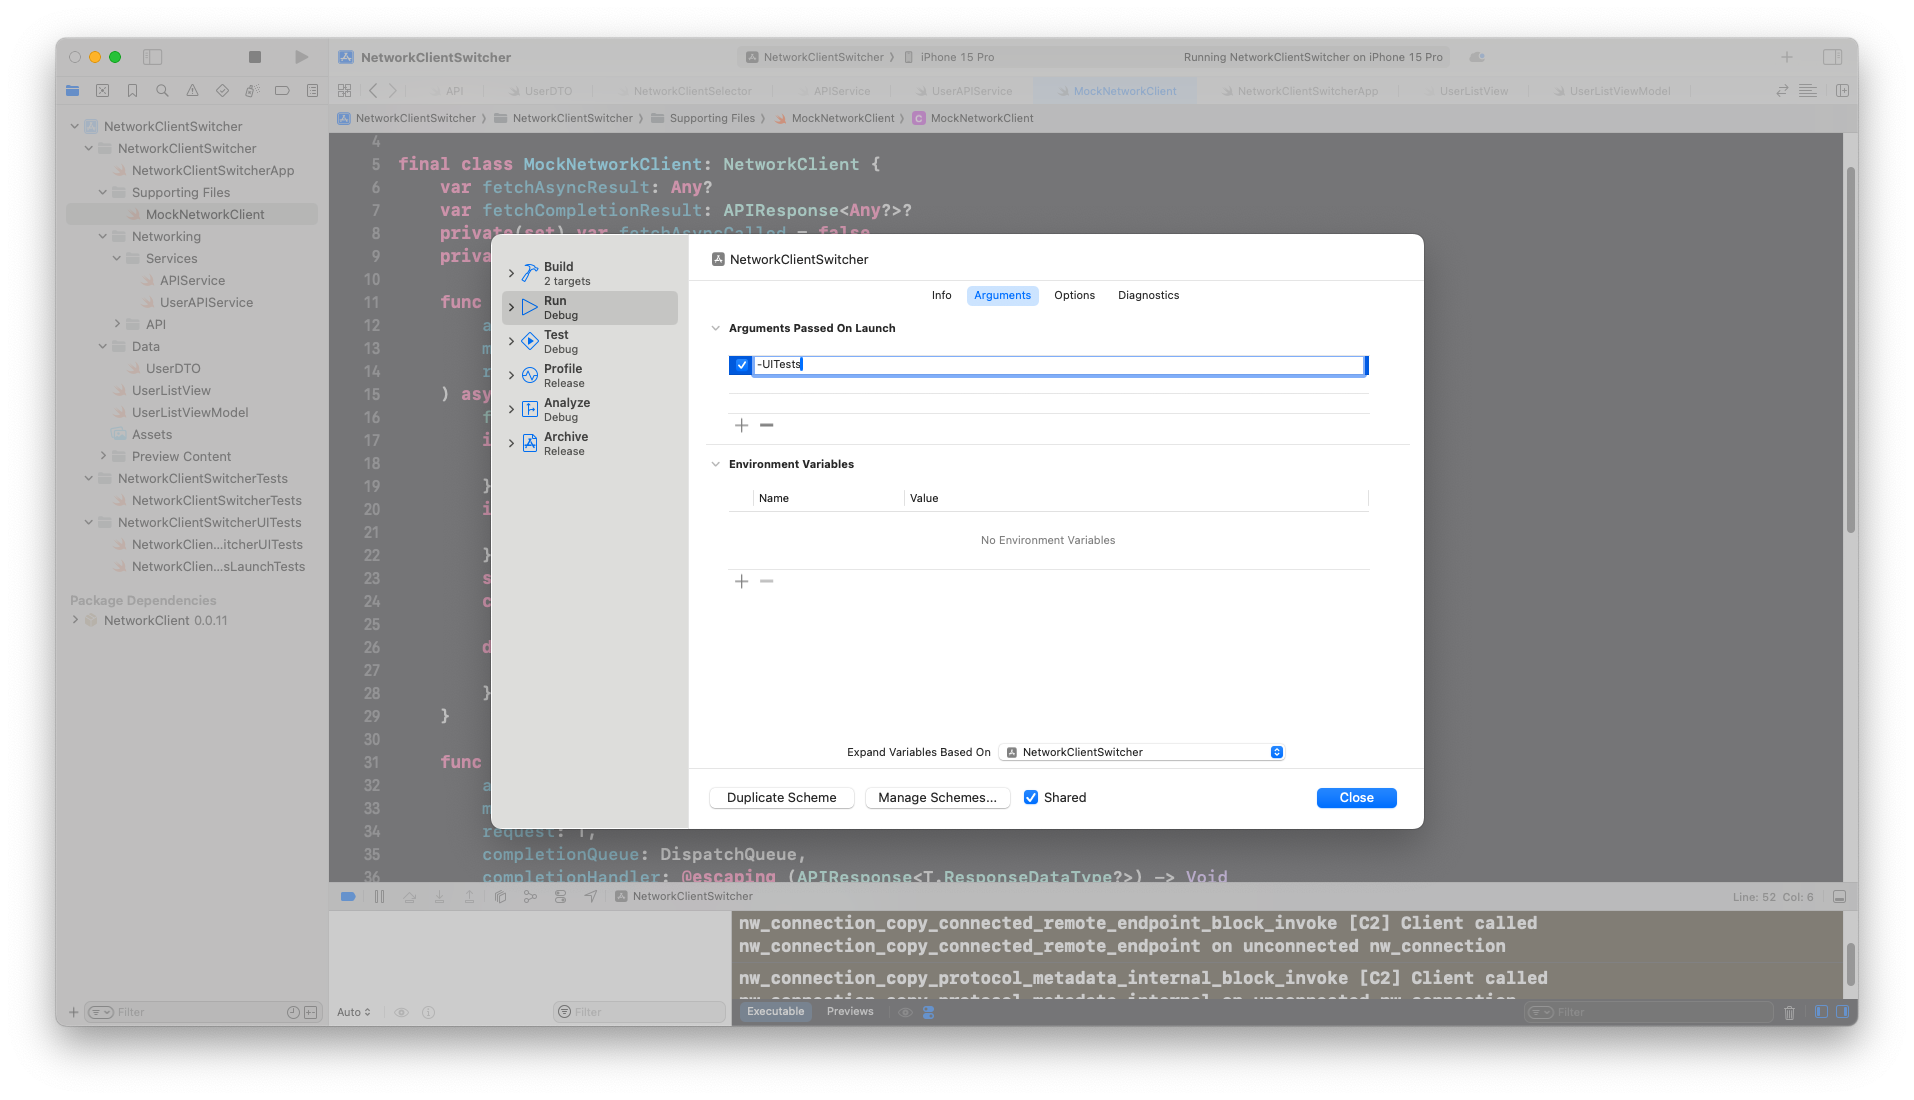 NetworkClientSwitcher
NetworkClientSwitcher
iPhone 15 Pro
Running NetworkClientSwitcher on iPhone 15 Pro
API
UserDTO
NetworkClientSelector
APIService
UserAPIService
MockNetworkClient
NetworkClientSwitcherApp
UserListView
UserListViewModel
NetworkClientSwitcher
NetworkClientSwitcher
Supporting Files
MockNetworkClient
MockNetworkClient
NetworkClientSwitcher
NetworkClientSwitcher
NetworkClientSwitcherApp
Supporting Files
MockNetworkClient
Networking
Services
APIService
UserAPIService
API
Data
UserDTO
UserListView
UserListViewModel
Assets
Preview Content
NetworkClientSwitcherTests
NetworkClientSwitcherTests
NetworkClientSwitcherUITests
NetworkClien...itcherUITests
NetworkClien...sLaunchTests
Package Dependencies
NetworkClient 0.0.11
Filter
4
5 final class MockNetworkClient: NetworkClient {
6 var fetchAsyncResult: Any?
7 var fetchCompletionResult: APIResponse<Any?>?
8 private(set) var fetchAsyncCalled = false
9 priva
10
11 func
12 a
13 m
14 r
15 ) asy
16 f
17 i
18
19 }
20 i
21
22 }
23 s
24 c
25
26 d
27
28 }
29 }
30
31 func
32 a
33 m
34 request: T,
35 completionQueue: DispatchQueue,
36 completionHandler: @escaping (APIResponse<T.ResponseDataType?>) -> Void
Build
2 targets
Run
Debug
Test
Debug
Profile
Release
Analyze
Debug
Archive
Release
NetworkClientSwitcher
Info Arguments Options Diagnostics
Arguments Passed On Launch
-UITests
Environment Variables
Name Value
No Environment Variables
Expand Variables Based On NetworkClientSwitcher
Duplicate Scheme Manage Schemes... Shared Close
NetworkClientSwitcher
Line: 52 Col: 6
nw_connection_copy_connected_remote_endpoint_block_invoke [C2] Client called
nw_connection_copy_connected_remote_endpoint on unconnected nw_connection
nw_connection_copy_protocol_metadata_internal_block_invoke [C2] Client called
nw_connection_copy_protocol_metadata_internal on unconnected nw_connection
Auto
Filter
Executable Previews
Filter